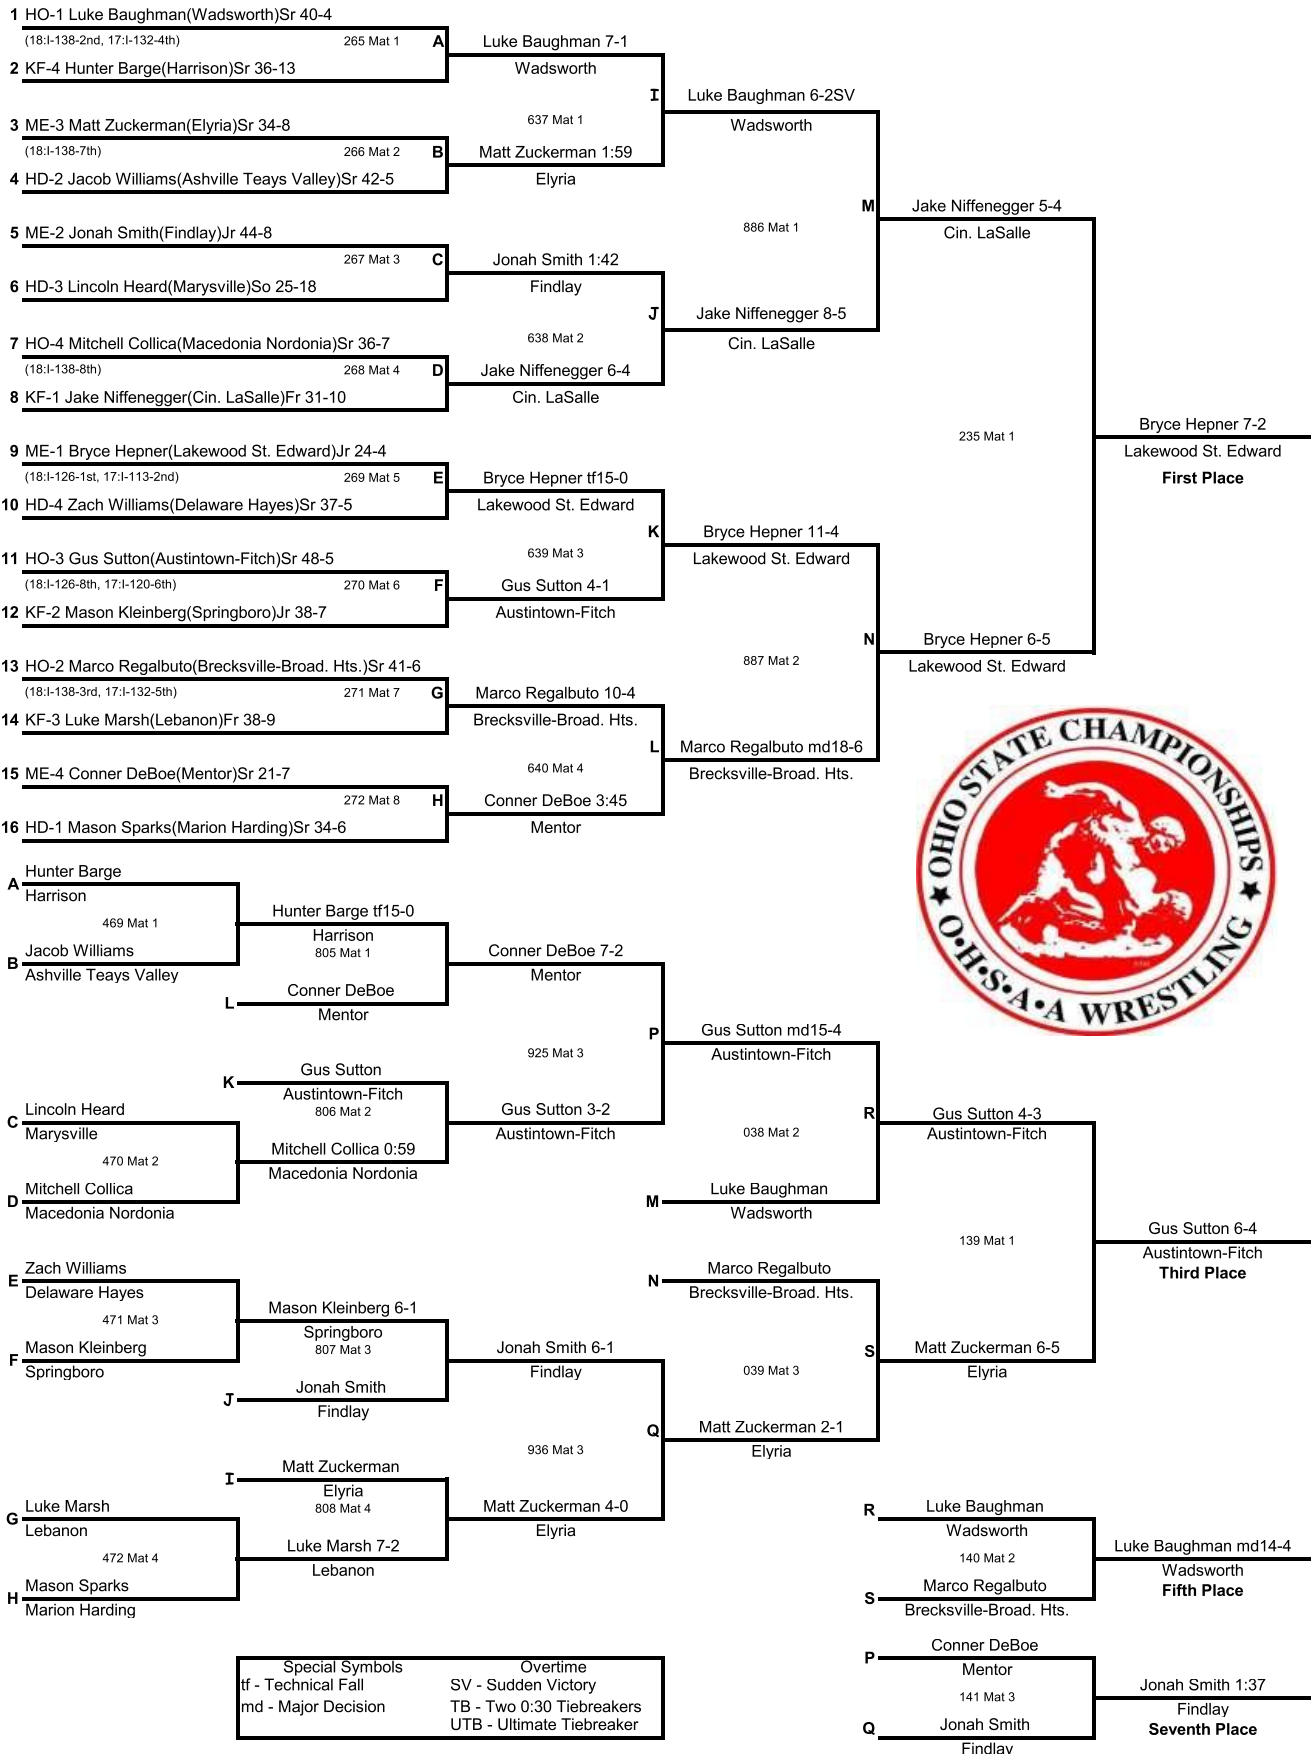 1 HO-1 Luke Baughman(Wadsworth)Sr 40-4
(18:I-138-2nd, 17:I-132-4th)
265 Mat 1
A
2 KF-4 Hunter Barge(Harrison)Sr 36-13
Luke Baughman 7-1
Wadsworth
3 ME-3 Matt Zuckerman(Elyria)Sr 34-8
(18:I-138-7th)
266 Mat 2
B
4 HD-2 Jacob Williams(Ashville Teays Valley)Sr 42-5
637 Mat 1
I
Matt Zuckerman 1:59
Elyria
Luke Baughman 6-2SV
Wadsworth
5 ME-2 Jonah Smith(Findlay)Jr 44-8
267 Mat 3
C
6 HD-3 Lincoln Heard(Marysville)So 25-18
Jonah Smith 1:42
Findlay
7 HO-4 Mitchell Collica(Macedonia Nordonia)Sr 36-7
(18:I-138-8th)
268 Mat 4
D
8 KF-1 Jake Niffenegger(Cin. LaSalle)Fr 31-10
638 Mat 2
J
Jake Niffenegger 6-4
Cin. LaSalle
Jake Niffenegger 8-5
Cin. LaSalle
886 Mat 1
M
Jake Niffenegger 5-4
Cin. LaSalle
9 ME-1 Bryce Hepner(Lakewood St. Edward)Jr 24-4
(18:I-126-1st, 17:I-113-2nd)
269 Mat 5
E
10 HD-4 Zach Williams(Delaware Hayes)Sr 37-5
Bryce Hepner tf15-0
Lakewood St. Edward
11 HO-3 Gus Sutton(Austintown-Fitch)Sr 48-5
(18:I-126-8th, 17:I-120-6th)
270 Mat 6
F
12 KF-2 Mason Kleinberg(Springboro)Jr 38-7
639 Mat 3
K
Gus Sutton 4-1
Austintown-Fitch
Bryce Hepner 11-4
Lakewood St. Edward
13 HO-2 Marco Regalbuto(Brecksville-Broad. Hts.)Sr 41-6
(18:I-138-3rd, 17:I-132-5th)
271 Mat 7
G
14 KF-3 Luke Marsh(Lebanon)Fr 38-9
Marco Regalbuto 10-4
Brecksville-Broad. Hts.
15 ME-4 Conner DeBoe(Mentor)Sr 21-7
272 Mat 8
H
16 HD-1 Mason Sparks(Marion Harding)Sr 34-6
640 Mat 4
L
Conner DeBoe 3:45
Mentor
Marco Regalbuto md18-6
Brecksville-Broad. Hts.
887 Mat 2
N
Bryce Hepner 6-5
Lakewood St. Edward
235 Mat 1
Bryce Hepner 7-2
Lakewood St. Edward
First Place
OHIO STATE CHAMPIONSHIPS
O•H•S•A•A WRESTLING
A
Hunter Barge
Harrison
469 Mat 1
B
Jacob Williams
Ashville Teays Valley
Hunter Barge tf15-0
Harrison
805 Mat 1
L
Conner DeBoe
Mentor
Conner DeBoe 7-2
Mentor
K
Gus Sutton
Austintown-Fitch
806 Mat 2
C
Lincoln Heard
Marysville
470 Mat 2
D
Mitchell Collica
Macedonia Nordonia
Mitchell Collica 0:59
Macedonia Nordonia
925 Mat 3
P
Gus Sutton 3-2
Austintown-Fitch
Gus Sutton md15-4
Austintown-Fitch
038 Mat 2
R
M
Luke Baughman
Wadsworth
Gus Sutton 4-3
Austintown-Fitch
E
Zach Williams
Delaware Hayes
471 Mat 3
F
Mason Kleinberg
Springboro
Mason Kleinberg 6-1
Springboro
807 Mat 3
J
Jonah Smith
Findlay
Jonah Smith 6-1
Findlay
I
Matt Zuckerman
Elyria
808 Mat 4
G
Luke Marsh
Lebanon
472 Mat 4
H
Mason Sparks
Marion Harding
Luke Marsh 7-2
Lebanon
936 Mat 3
Q
Matt Zuckerman 4-0
Elyria
N
Marco Regalbuto
Brecksville-Broad. Hts.
039 Mat 3
S
Matt Zuckerman 2-1
Elyria
Matt Zuckerman 6-5
Elyria
139 Mat 1
Gus Sutton 6-4
Austintown-Fitch
Third Place
R
Luke Baughman
Wadsworth
140 Mat 2
S
Marco Regalbuto
Brecksville-Broad. Hts.
Luke Baughman md14-4
Wadsworth
Fifth Place
P
Conner DeBoe
Mentor
141 Mat 3
Q
Jonah Smith
Findlay
Jonah Smith 1:37
Findlay
Seventh Place
Special Symbols
tf - Technical Fall
md - Major Decision
Overtime
SV - Sudden Victory
TB - Two 0:30 Tiebreakers
UTB - Ultimate Tiebreaker